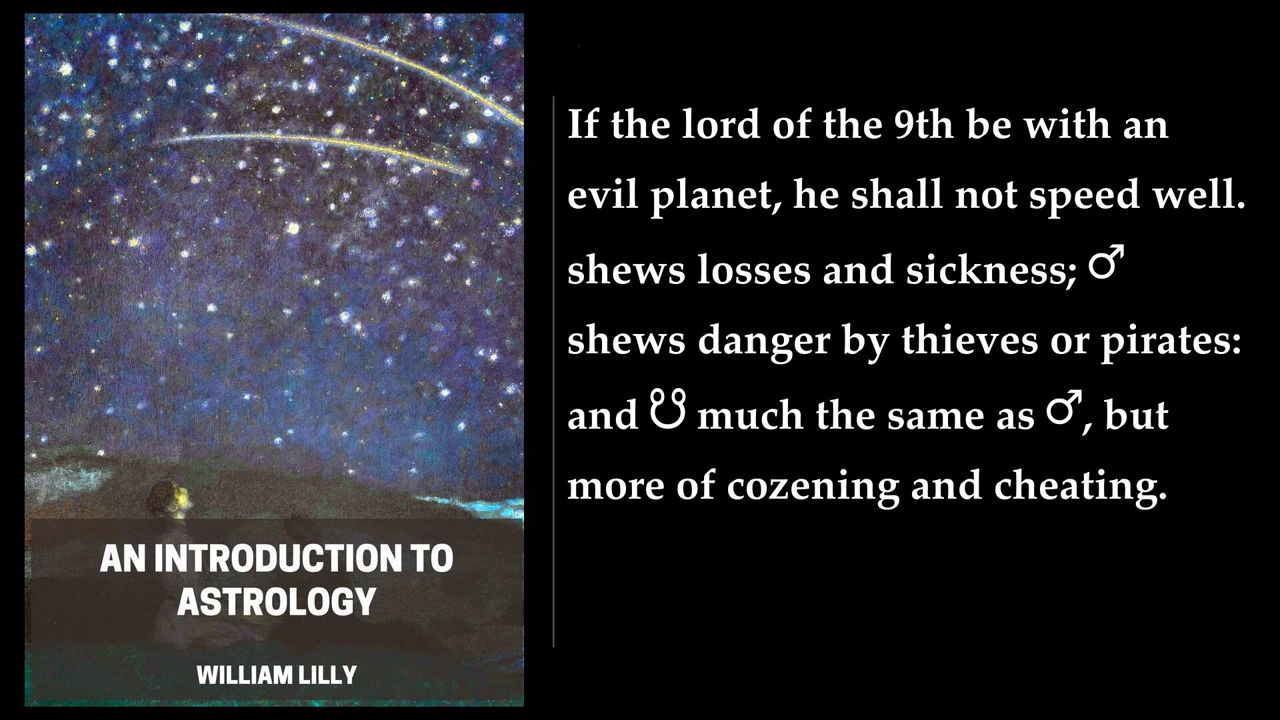 AN INTRODUCTION TO
ASTROLOGY
WILLIAM LILLY
If the lord of the 9th be with an
evil planet, he shall not speed well.
shews losses and sickness; ♂
shews danger by thieves or pirates:
and ☋ much the same as ♂, but
more of cozening and cheating.